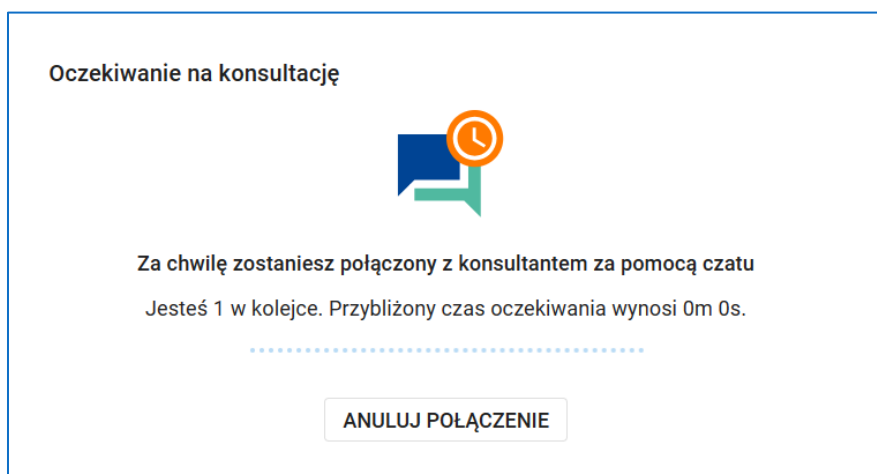 Oczekiwanie na konsultację
Za chwilę zostaniesz połączony z konsultantem za pomocą czatu
Jesteś 1 w kolejce. Przybliżony czas oczekiwania wynosi 0m 0s.
ANULUJ POŁĄCZENIE